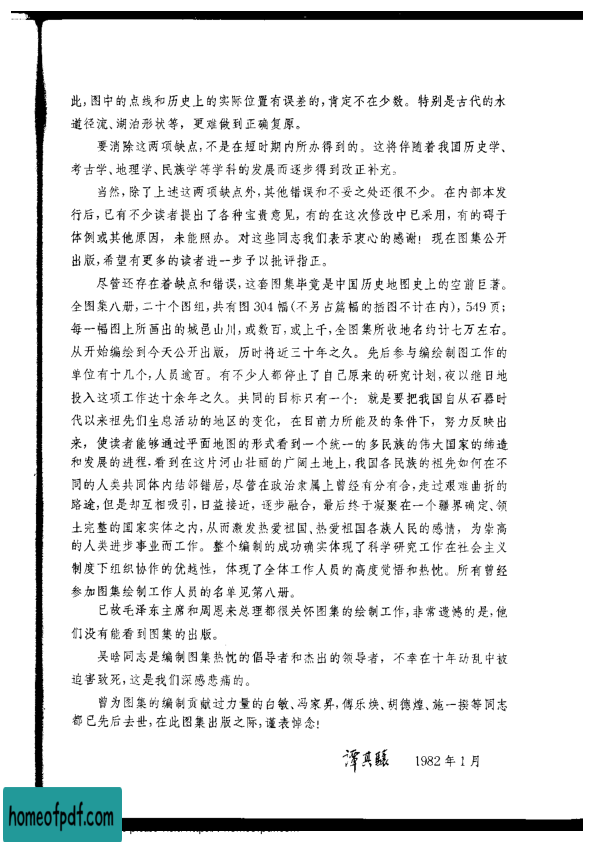 此,图中的点线和历史上的实际位置有误差的,肯定不在少数。特别是古代的水
道径流、湖泊形状等,更难做到正确复原。
要消除这两项缺点,不是在短时期内所办得到的。这将伴随着我国历史学、
考古学、地理学、民族学等学科的发展而逐步得到改正补充。
当然,除了上述这两项缺点外,其他错误和不妥之处还很不少。在内部本发
行后,已有不少读者提出了各种宝贵意见,有的在这次修改中已采用,有的碍于
体例或其他原因,未能照办。对这些同志我们表示衷心的感谢!现在图集公开
出版,希望有更多的读者进一步予以批评指正。
尽管还存在着缺点和错误,这套图集毕竟是中国历史地图史上的空前巨著。
全图集八册,二十个图组,共有图304幅(不另占篇幅的插图不计在内),549页;
每一幅图上所画出的城邑山川,或数百,或上千,全图集所收地名约计七万左右。
从开始编绘到今天公开出版,历时将近三十年之久。先后参与编绘制图工作的
单位有十几个,人员逾百。有不少人都停止了自己原来的研究计划,夜以继日地
投入这项工作达十余年之久。共同的目标只有一个:就是要把我国自从石器时
代以来祖先们生息活动的地区的变化,在目前力所能及的条件下,努力反映出
来,使读者能够通过平面地图的形式看到一个统一的多民族的伟大国家的缔造
和发展的进程,看到在这片河山壮丽的广阔土地上,我国各民族的祖先如何在不
同的人类共同体内结邻错居,尽管在政治隶属上曾经有分有合,走过艰难曲折的
路途,但是却互相吸引,日益接近,逐步融合,最后终于凝聚在一个疆界确定、领
土完整的国家实体之内,从而激发热爱祖国、热爱祖国各族人民的感情,为崇高
的人类进步事业而工作。整个编制的成功确实体现了科学研究工作在社会主义
制度下组织协作的优越性,体现了全体工作人员的高度觉悟和热忱。所有曾经
参加图集绘制工作人员的名单见第八册。
已故毛泽东主席和周恩来总理都很关怀图集的绘制工作,非常遗憾的是,他
们没有能看到图集的出版。
吴晗同志是编制图集热忱的倡导者和杰出的领导者,不幸在十年动乱中被
迫害致死,这是我们深感悲痛的。
曾为图集的编制贡献过力量的白敏、冯家昇,傅乐焕、胡德煌、施一揆等同志
都已先后去世,在此图集出版之际,谨表悼念!
谭其驤 1982年1月
homeofpdf.com